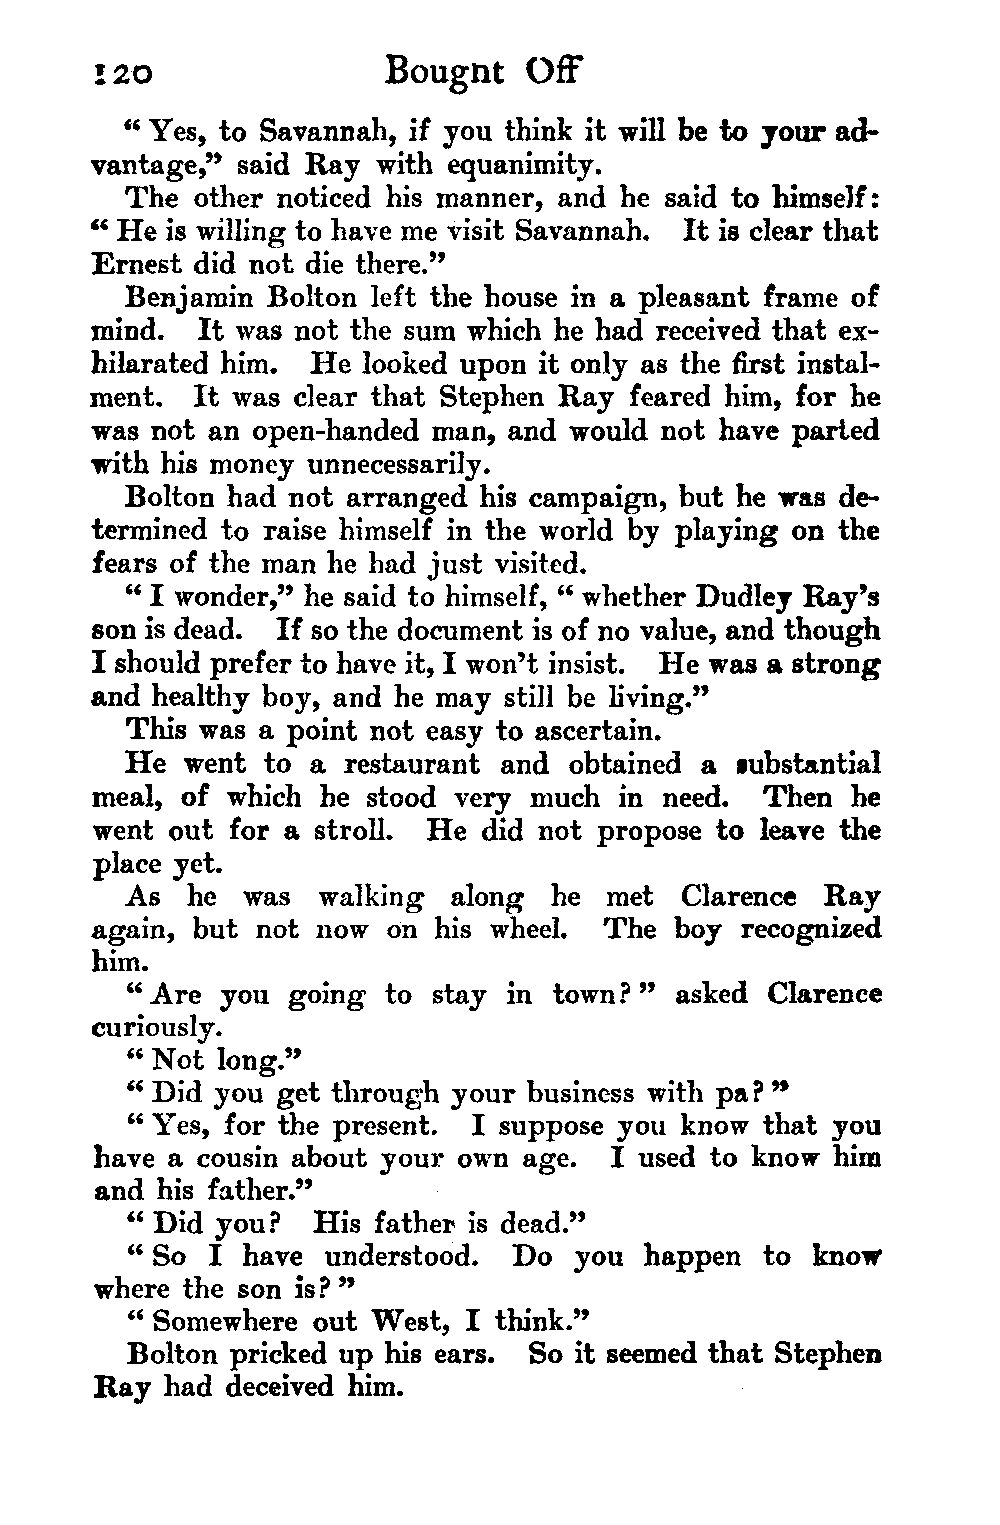 120 Bought Off
“ Yes, to Savannah, if you think it will be to your ad-
vantage,” said Ray with equanimity.
The other noticed his manner, and he said to himself:
“ He is willing to have me visit Savannah. It is clear that
Ernest did not die there.”
Benjamin Bolton left the house in a pleasant frame of
mind. It was not the sum which he had received that ex-
hilarated him. He looked upon it only as the first instal-
ment. It was clear that Stephen Ray feared him, for he
was not an open-handed man, and would not have parted
with his money unnecessarily.
Bolton had not arranged his campaign, but he was de-
termined to raise himself in the world by playing on the
fears of the man he had just visited.
“ I wonder,” he said to himself, “ whether Dudley Ray’s
son is dead. If so the document is of no value, and though
I should prefer to have it, I won’t insist. He was a strong
and healthy boy, and he may still be living.”
This was a point not easy to ascertain.
He went to a restaurant and obtained a substantial
meal, of which he stood very much in need. Then he
went out for a stroll. He did not propose to leave the
place yet.
As he was walking along he met Clarence Ray
again, but not now on his wheel. The boy recognized
him.
“ Are you going to stay in town? ” asked Clarence
curiously.
“ Not long.”
“ Did you get through your business with pa? ”
“ Yes, for the present. I suppose you know that you
have a cousin about your own age. I used to know him
and his father.”
“ Did you? His father is dead.”
“ So I have understood. Do you happen to know
where the son is? ”
“ Somewhere out West, I think.”
Bolton pricked up his ears. So it seemed that Stephen
Ray had deceived him.